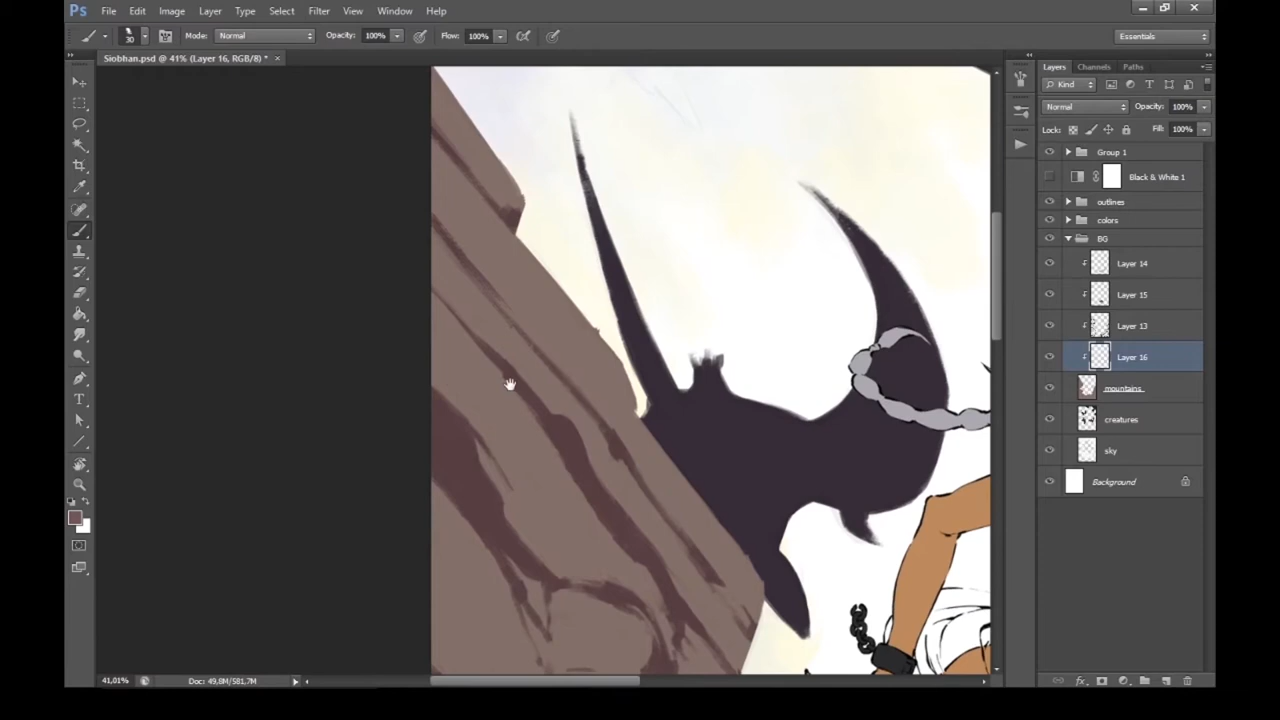 Ps File Edit Image Layer Type Select Filter View Window Help
30 Mode: Normal Opacity: 100% Flow: 100% Essentials
Siobhan.psd @ 41% (Layer 16, RGB/8) * ×
Layers Channels Paths
Kind
Normal Opacity: 100%
Lock: Fill: 100%
Group 1
Black & White 1
outlines
colors
BG
Layer 14
Layer 15
Layer 13
Layer 16
mountains
creatures
sky
Background
41,01% Doc: 49,8M/581,7M